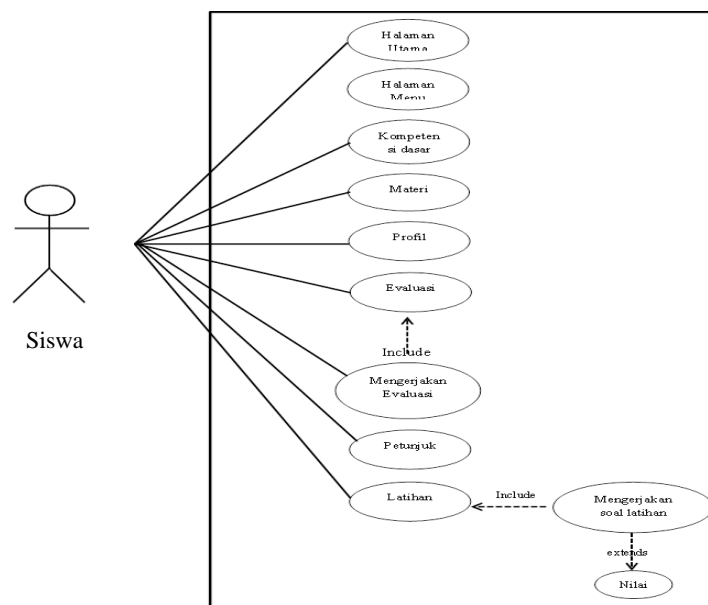 Halaman
Utama
Halaman
Menu
Kompeten
si dasar
Materi
Profil
Evaluasi
Siswa
Include
Mengerjakan
Evaluasi
Petunjuk
Latihan
Include
Mengerjakan
soal latihan
extends
Nilai